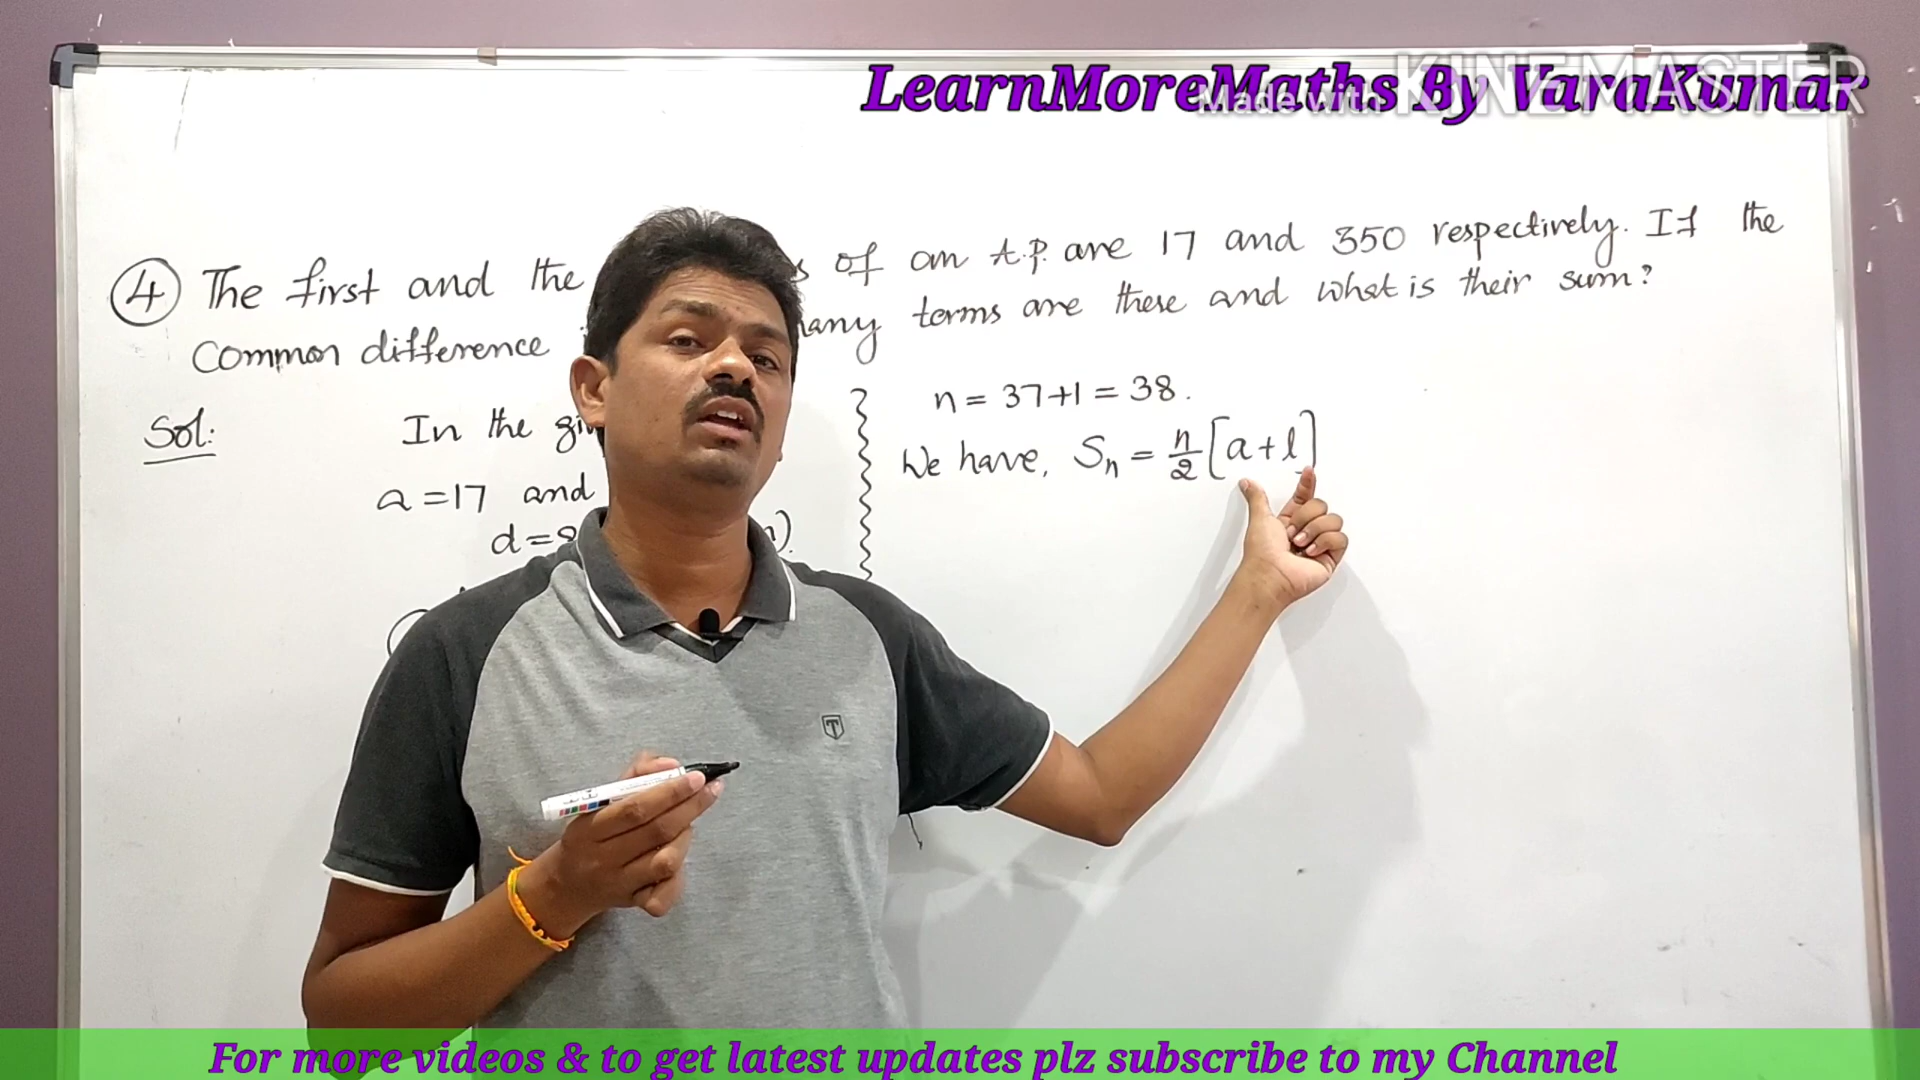 LearnMoreMaths By VaraKumar
Made with KINEMASTER
4 The first and the s of an A.P. are 17 and 350 respectively. If the
Common difference many terms are these and what is their sum?
Sol: In the gi
a = 17 and
d = 9
n = 37+1 = 38.
We have, Sn = n/2 [a + l]
T
For more videos & to get latest updates plz subscribe to my Channel